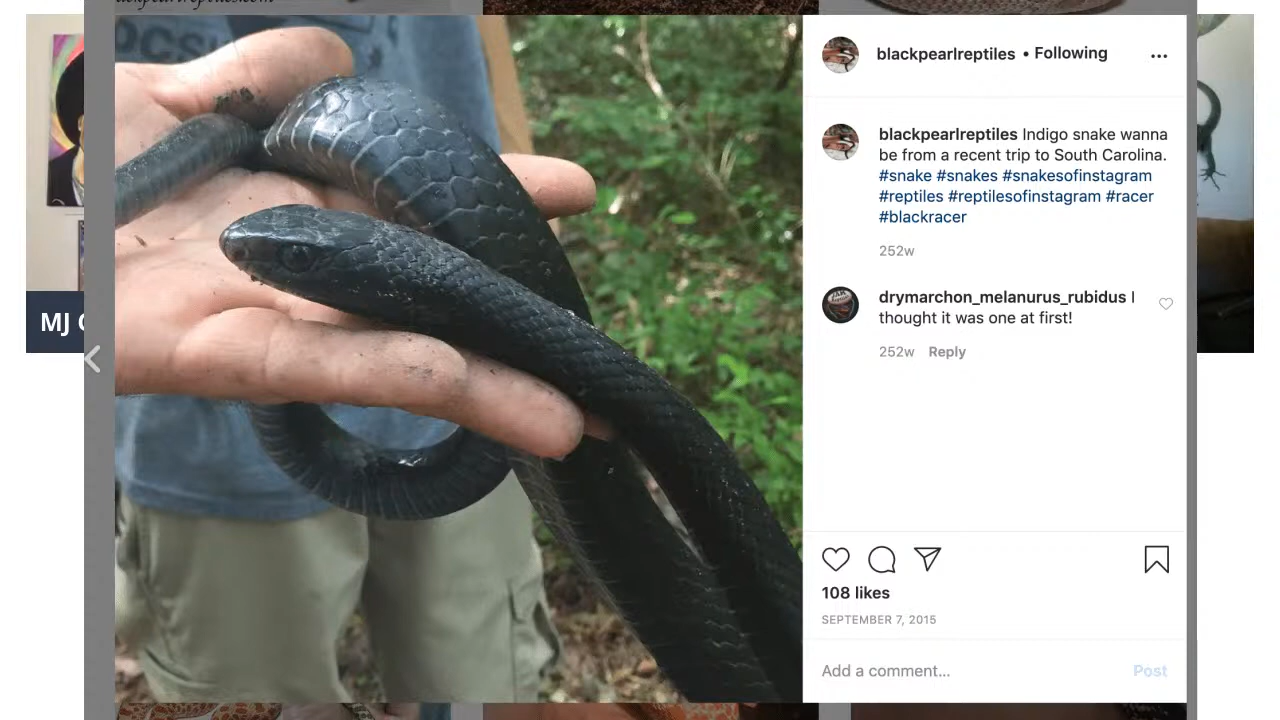 blackpearlreptiles • Following
blackpearlreptiles Indigo snake wanna
be from a recent trip to South Carolina.
#snake #snakes #snakesofinstagram
#reptiles #reptilesofinstagram #racer
#blackracer
252w
drymarchon_melanurus_rubidus I
thought it was one at first!
252w Reply
108 likes
SEPTEMBER 7, 2015
Add a comment...
Post
MJ